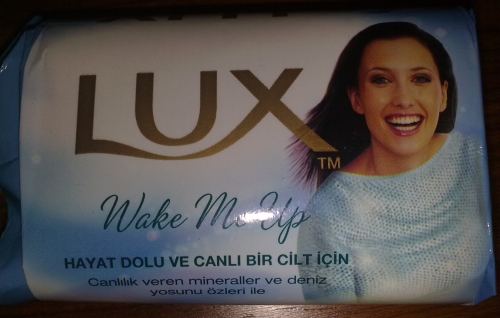 LUX
TM
Wake Me Up
HAYAT DOLU VE CANLI BİR CİLT İÇİN
Canlılık veren mineraller ve deniz
yosunu özleri ile